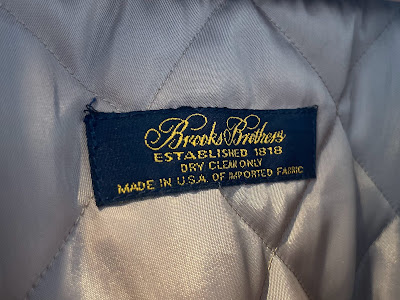 Brooks Brothers
ESTABLISHED 1818
DRY CLEAN ONLY
MADE IN U.S.A. OF IMPORTED FABRIC